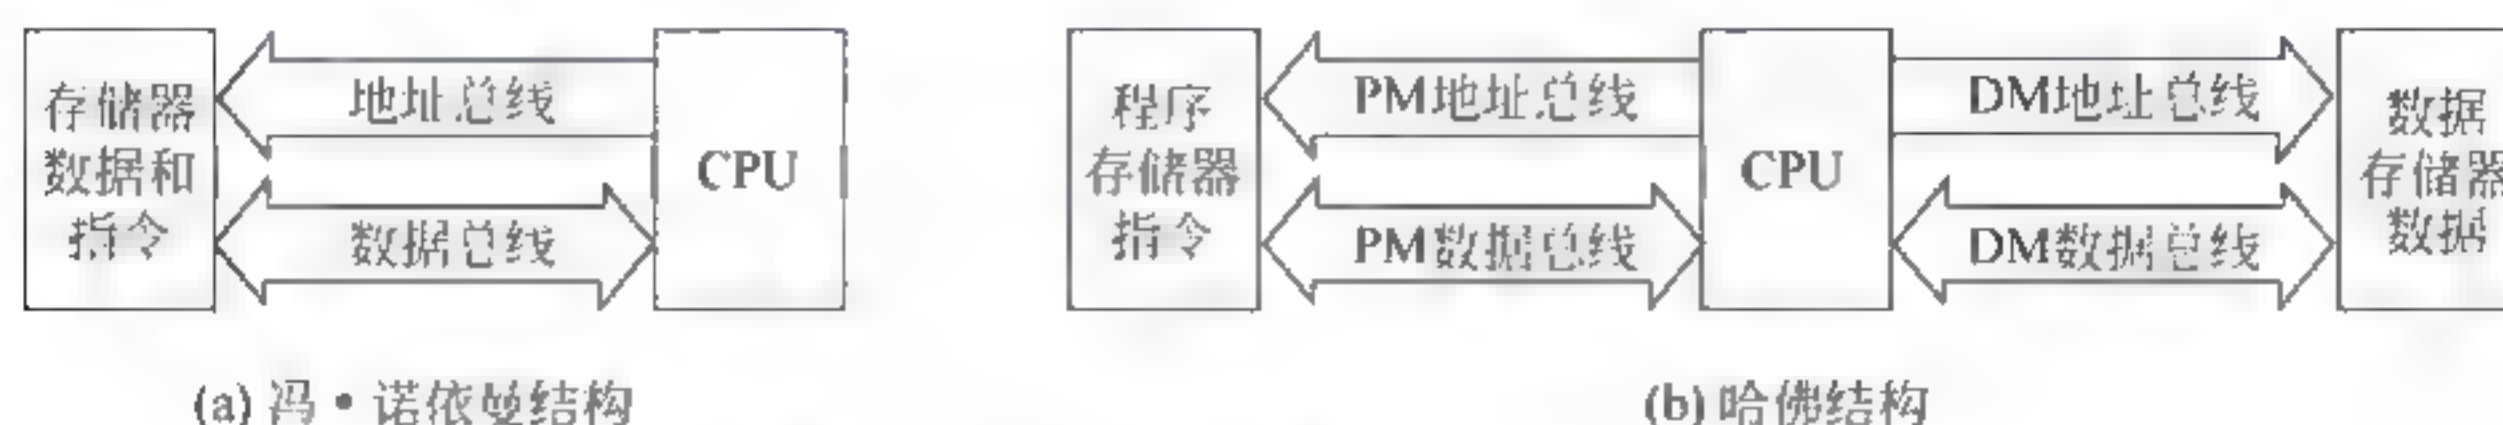 存储器
数据和
指令
地址总线
数据总线
CPU
程序
存储器
指令
PM地址总线
PM数据总线
CPU
DM地址总线
DM数据总线
数据
存储器
数据
(a) 冯·诺依曼结构
(b) 哈佛结构